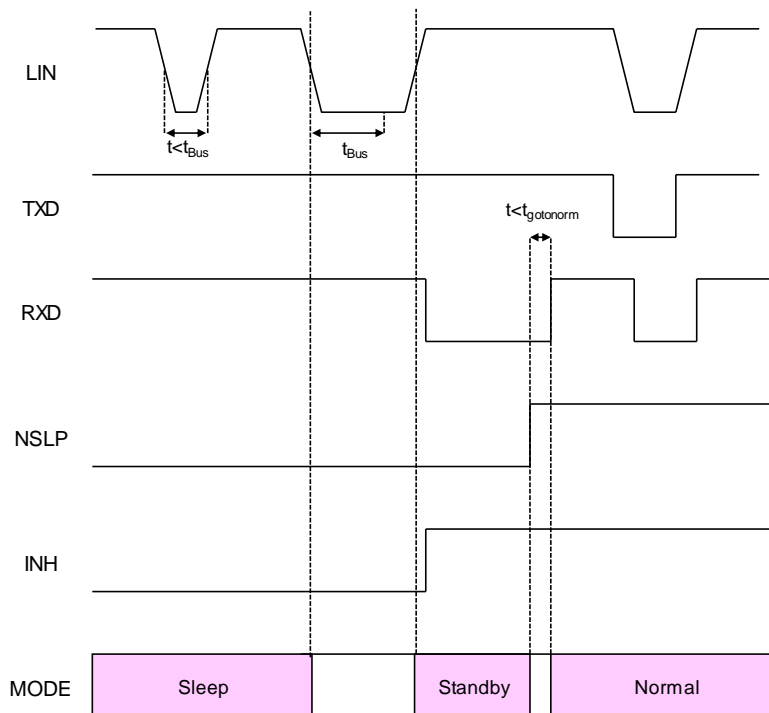 LIN
t<tBus
tBus
TXD
t<tgotonorm
RXD
NSLP
INH
MODE
Sleep
Standby
Normal